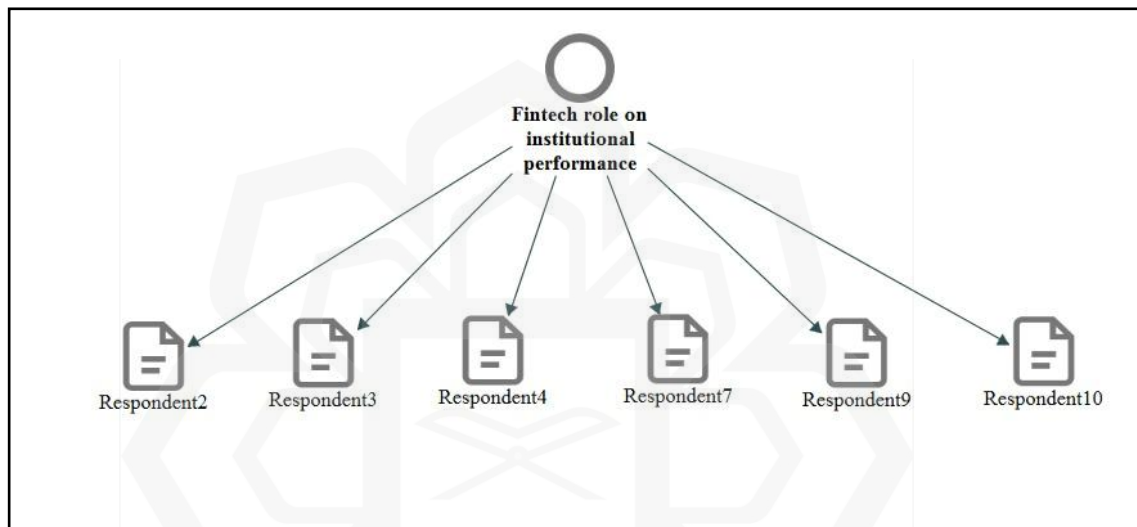 Fintech role on
institutional
performance
Respondent2
Respondent3
Respondent4
Respondent7
Respondent9
Respondent10